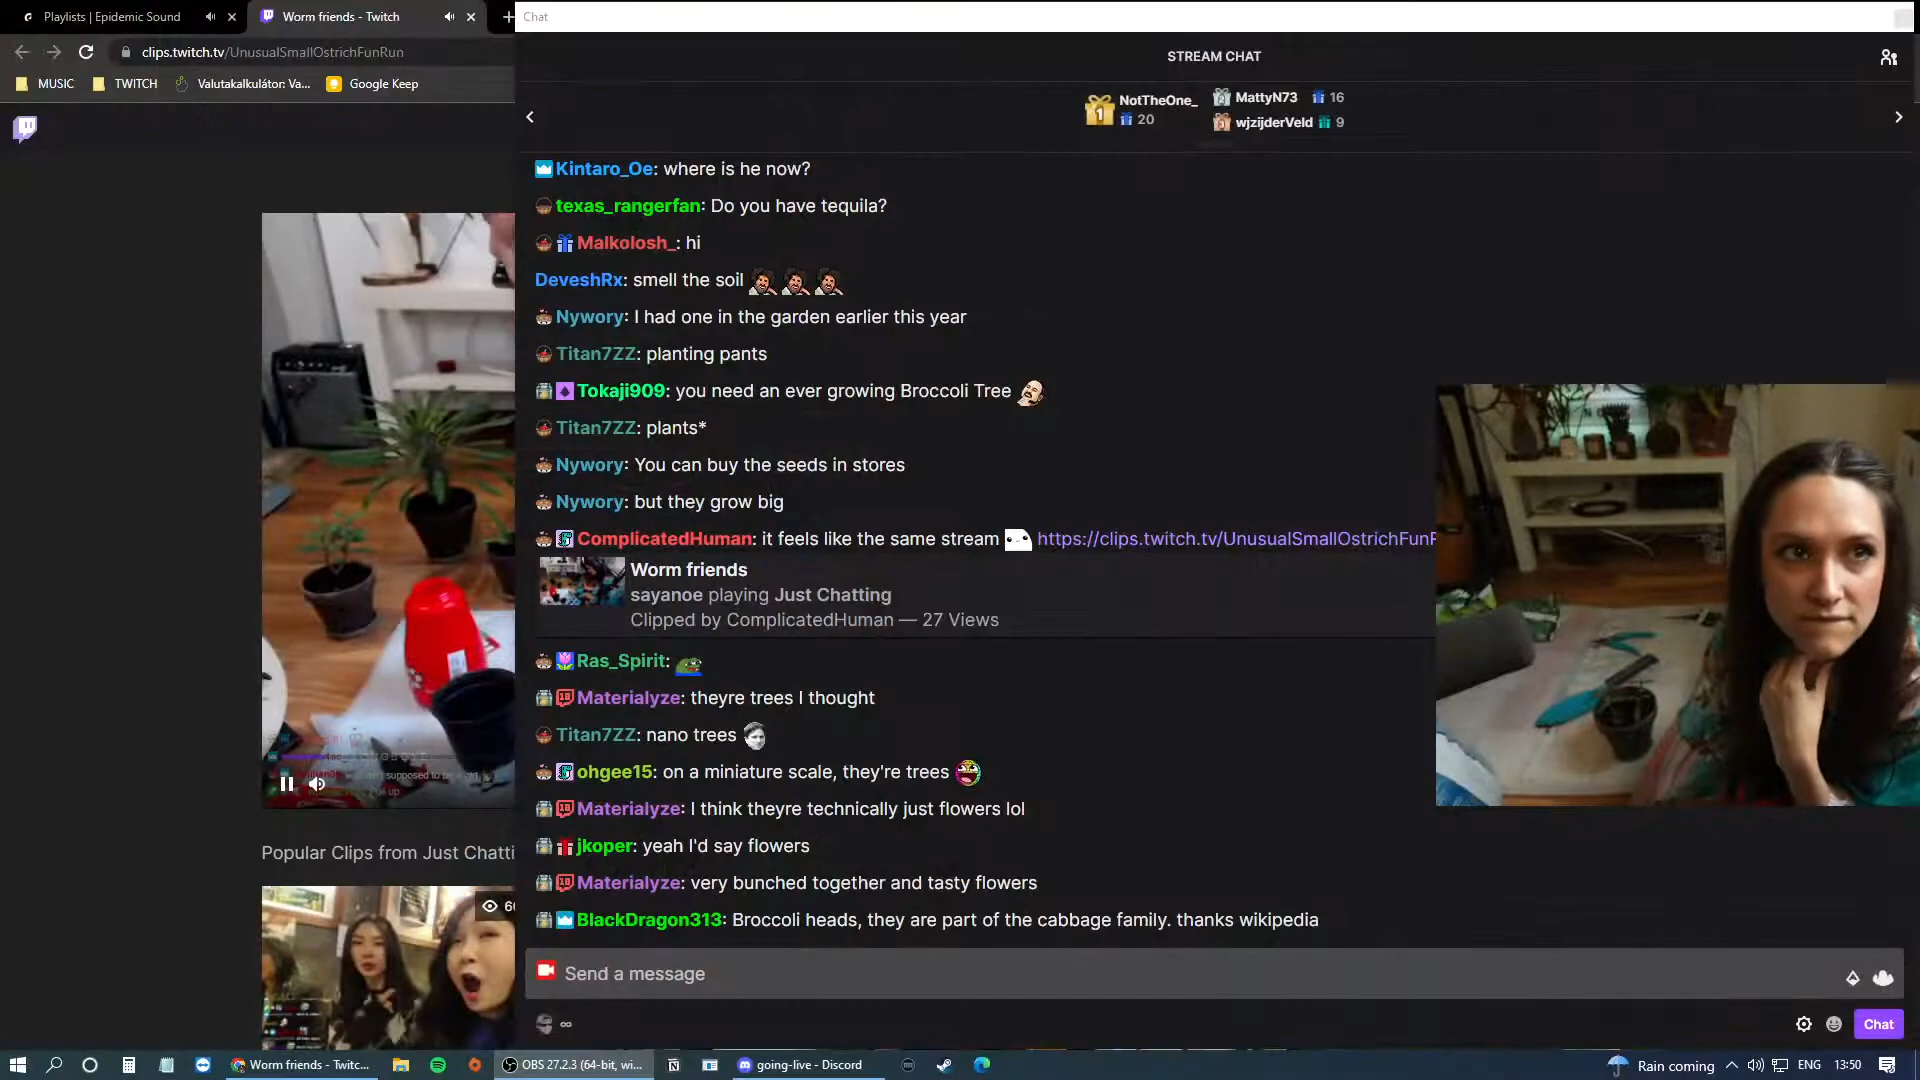 Playlists | Epidemic Sound
Worm friends - Twitch
Chat
clips.twitch.tv/UnusualSmallOstrichFunRun
MUSIC
TWITCH
Valutakalkulátor: Va...
Google Keep
STREAM CHAT
NotTheOne_
20
MattyN73 16
wjzijderVeld 9
Kintaro_Oe: where is he now?
texas_rangerfan: Do you have tequila?
Malkolosh_: hi
DeveshRx: smell the soil
Nywory: I had one in the garden earlier this year
Titan7ZZ: planting pants
Tokaji909: you need an ever growing Broccoli Tree
Titan7ZZ: plants*
Nywory: You can buy the seeds in stores
Nywory: but they grow big
ComplicatedHuman: it feels like the same stream https://clips.twitch.tv/UnusualSmallOstrichFunF
Worm friends
sayanoe playing Just Chatting
Clipped by ComplicatedHuman — 27 Views
Ras_Spirit:
Materialyze: theyre trees I thought
Titan7ZZ: nano trees
ohgee15: on a miniature scale, they're trees
Materialyze: I think theyre technically just flowers lol
jkoper: yeah I'd say flowers
Materialyze: very bunched together and tasty flowers
BlackDragon313: Broccoli heads, they are part of the cabbage family. thanks wikipedia
Popular Clips from Just Chatti
Send a message
∞
Chat
Worm friends - Twitc...
OBS 27.2.3 (64-bit, wi...
going-live - Discord
Rain coming
ENG
13:50